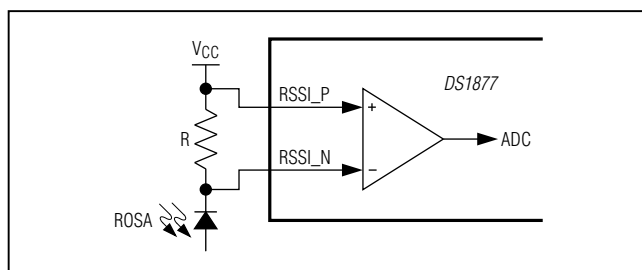 VCC
DS1877
RSSI_P
+
ADC
R
RSSI_N
−
ROSA